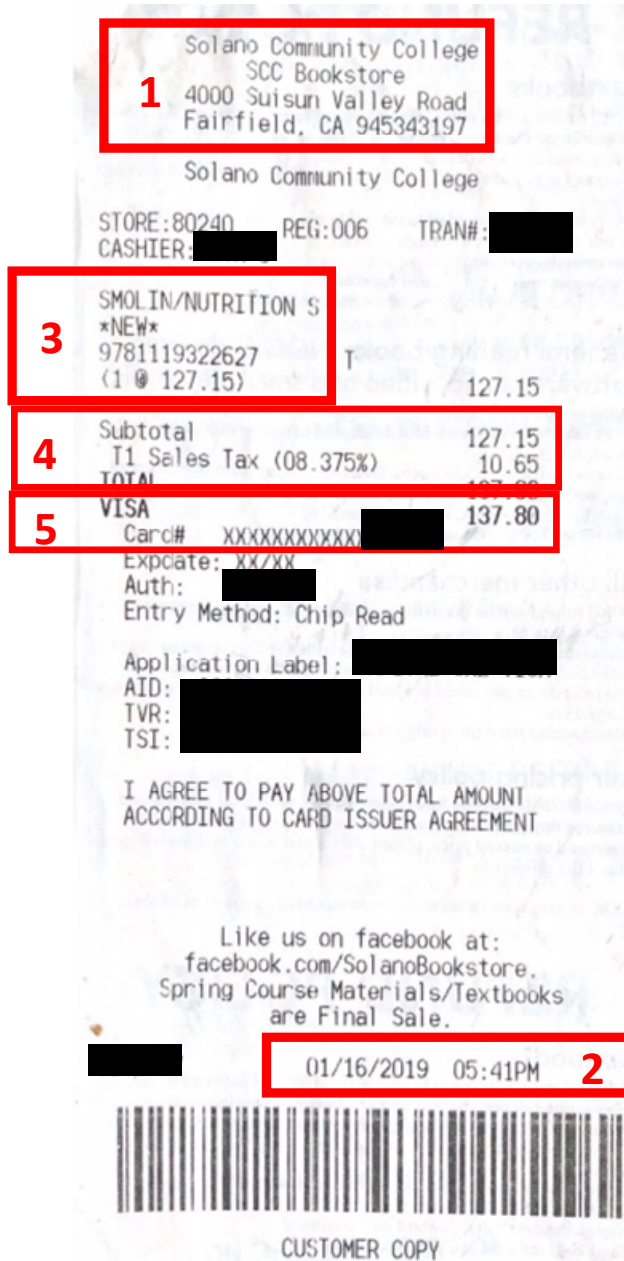 1
Solano Community College
SCC Bookstore
4000 Suisun Valley Road
Fairfield, CA 945343197
Solano Community College
STORE:80240 REG:006 TRAN#:
CASHIER:
3
SMOLIN/NUTRITION S
*NEW*
9781119322627 T
(1 @ 127.15) 127.15
4
Subtotal 127.15
T1 Sales Tax (08.375%) 10.65
TOTAL 137.80
5
VISA 137.80
Card# XXXXXXXXXXXX
Expdate: XX/XX
Auth:
Entry Method: Chip Read
Application Label:
AID:
TVR:
TSI:
I AGREE TO PAY ABOVE TOTAL AMOUNT
ACCORDING TO CARD ISSUER AGREEMENT
Like us on facebook at:
facebook.com/SolanoBookstore.
Spring Course Materials/Textbooks
are Final Sale.
01/16/2019 05:41PM 2
CUSTOMER COPY